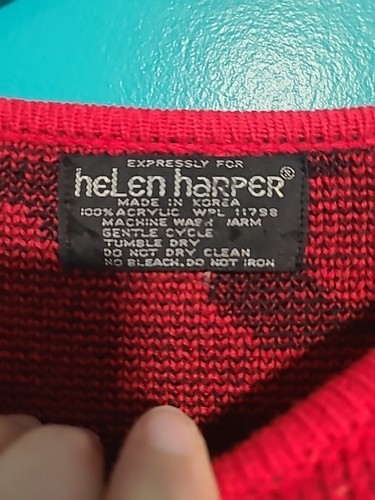 EXPRESSLY FOR
heLen harPER®
MADE IN KOREA
100% ACRYLIC WPL 11798
MACHINE WASH WARM
GENTLE CYCLE
TUMBLE DRY
DO NOT DRY CLEAN
NO BLEACH, DO NOT IRON